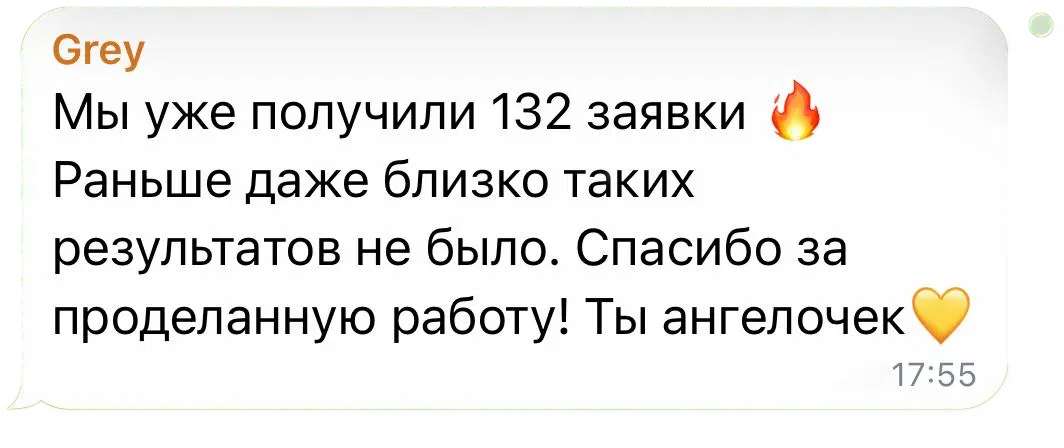 Grey
Мы уже получили 132 заявки 🔥
Раньше даже близко таких
результатов не было. Спасибо за
проделанную работу! Ты ангелочек💛
17:55